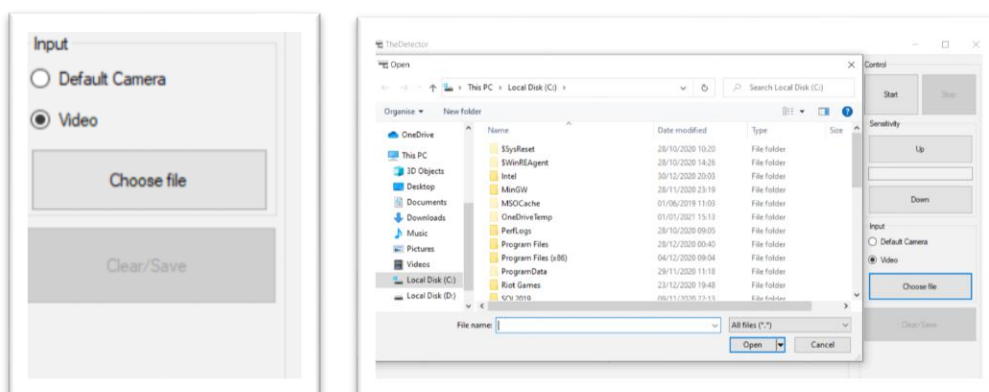 Input
Default Camera
Video
Choose file
Clear/Save
TheDetector
Open
This PC > Local Disk (C:) >
Search Local Disk (C:)
Organise
New folder
OneDrive
This PC
3D Objects
Desktop
Documents
Downloads
Music
Pictures
Videos
Local Disk (C:)
Local Disk (D:)
Name Date modified Type Size
$SysReset 28/10/2020 10:20 File folder
$WinREAgent 28/10/2020 14:26 File folder
Intel 30/12/2020 20:03 File folder
MinGW 28/11/2020 23:19 File folder
MSOCache 01/06/2019 11:03 File folder
OneDriveTemp 01/01/2021 15:13 File folder
PerfLogs 28/10/2020 09:05 File folder
Program Files 28/12/2020 00:40 File folder
Program Files (x86) 04/12/2020 09:04 File folder
ProgramData 29/11/2020 11:18 File folder
Riot Games 23/12/2020 19:48 File folder
SQL2019 09/11/2020 22:13 File folder
File name:
All files (*.*)
Open
Cancel
Control
Start
Stop
Sensitivity
Up
Down
Input
Default Camera
Video
Choose file
Clear/Save